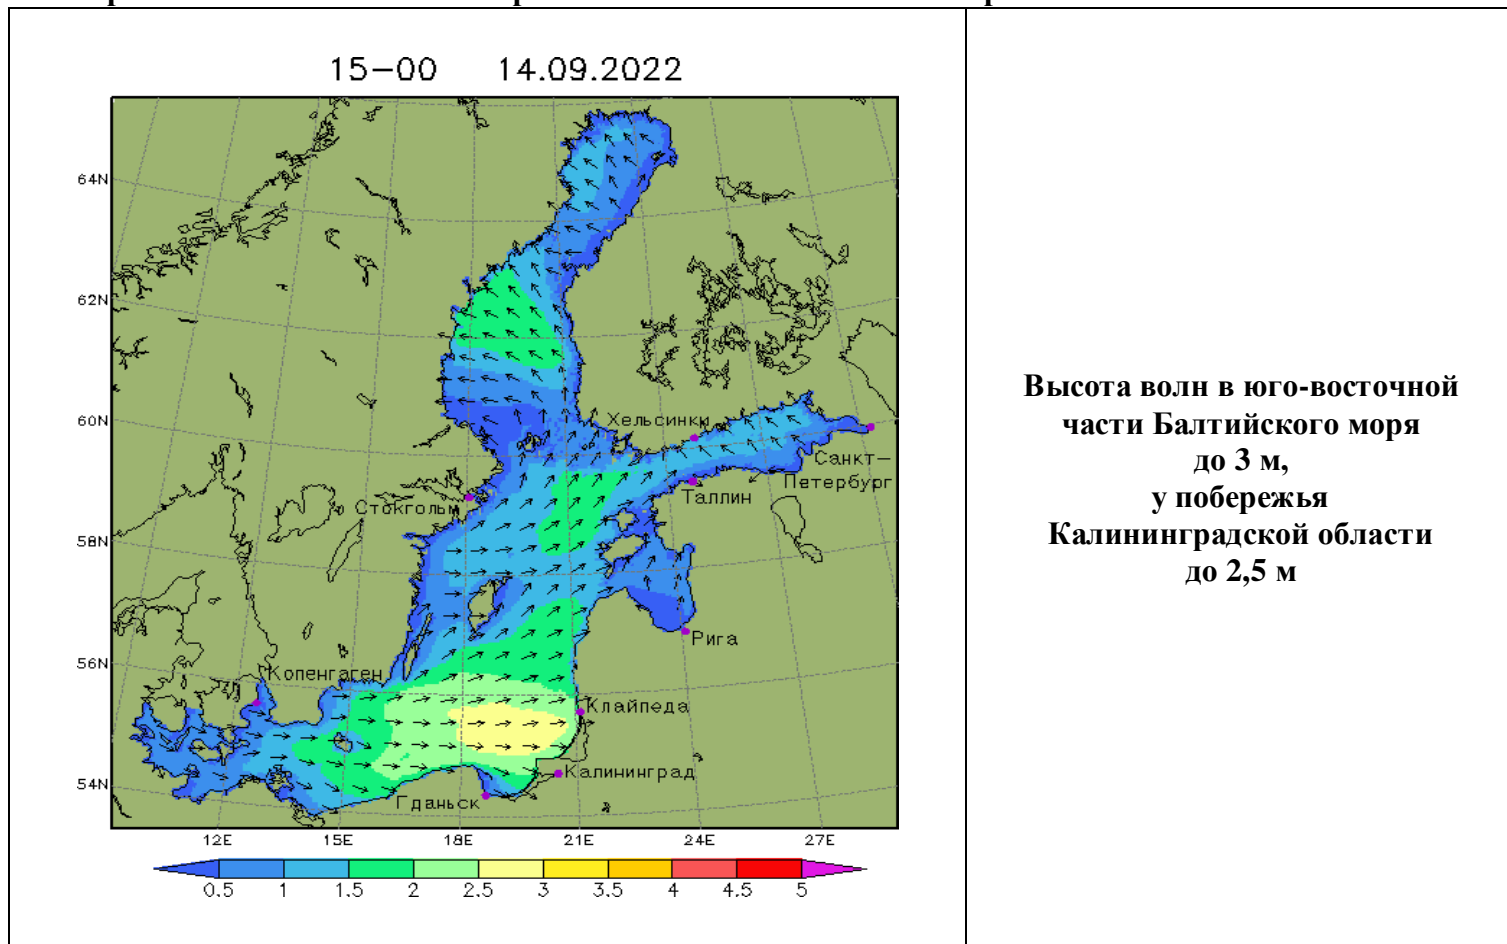 15-00 14.09.2022
64N
62N
60N
58N
56N
54N
Хельсинки
Санкт-
Петербург
Таллин
Стокгольм
Рига
Копенгаген
Клайпеда
Калининград
Гданьск
12E 15E 18E 21E 24E 27E
0.5 1 1.5 2 2.5 3 3.5 4 4.5 5
Высота волн в юго-восточной
части Балтийского моря
до 3 м,
у побережья
Калининградской области
до 2,5 м